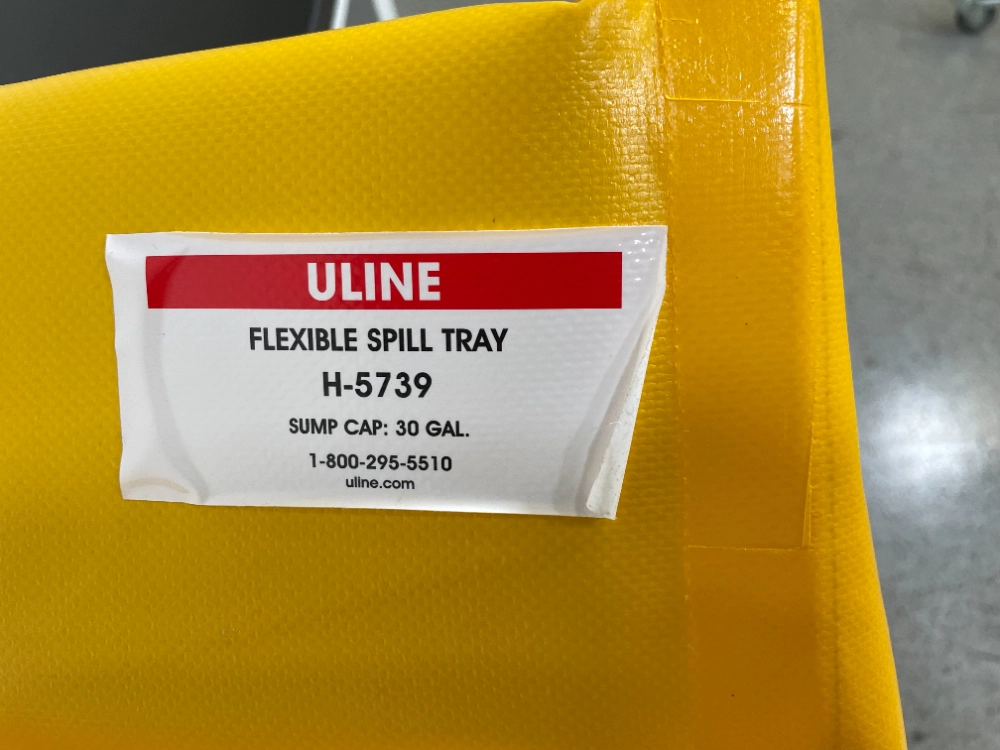 ULINE
FLEXIBLE SPILL TRAY
H-5739
SUMP CAP: 30 GAL.
1-800-295-5510
uline.com